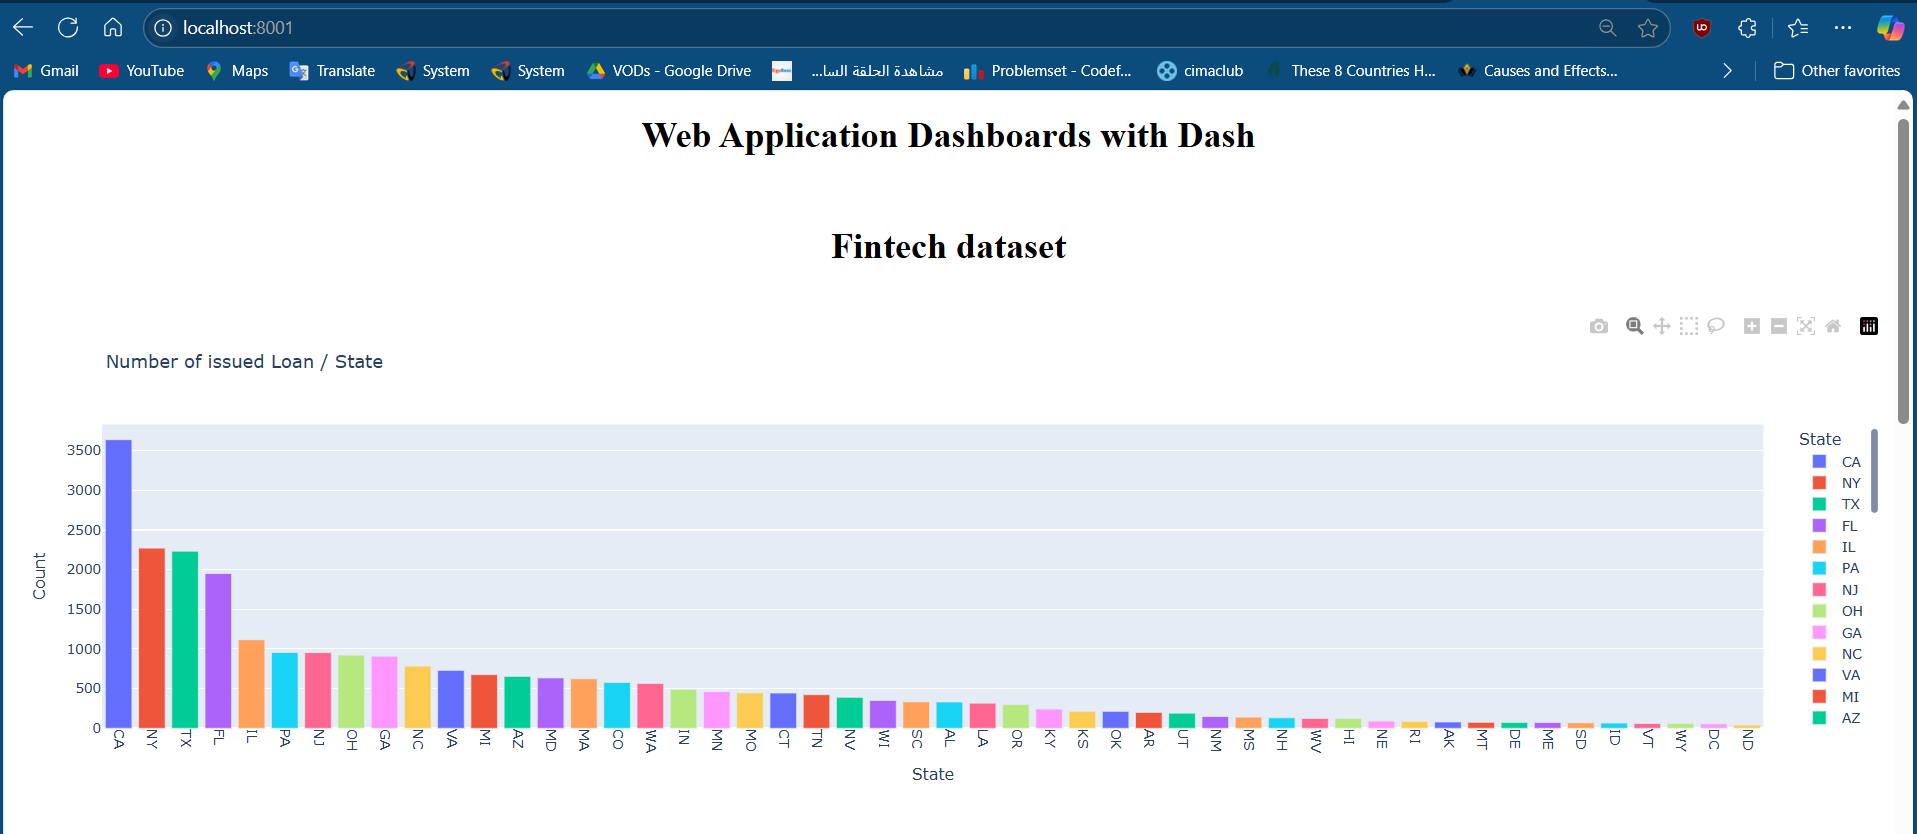 localhost:8001
Gmail YouTube Maps Translate System System VODs - Google Drive مشاهدة الحلقة السا... Problemset - Codef... cimaclub These 8 Countries H... Causes and Effects... Other favorites
Web Application Dashboards with Dash
Fintech dataset
Number of issued Loan / State
3500
3000
2500
2000
1500
1000
500
0
Count
CA NY TX FL IL PA NJ OH GA NC VA MI AZ MD MA CO WA IN MN MO CT TN NV WI SC AL LA OR KY KS OK AR UT NM MS NH WV HI NE RI AK MT DE ME SD ID VT WY DC ND
State
State
CA
NY
TX
FL
IL
PA
NJ
OH
GA
NC
VA
MI
AZ